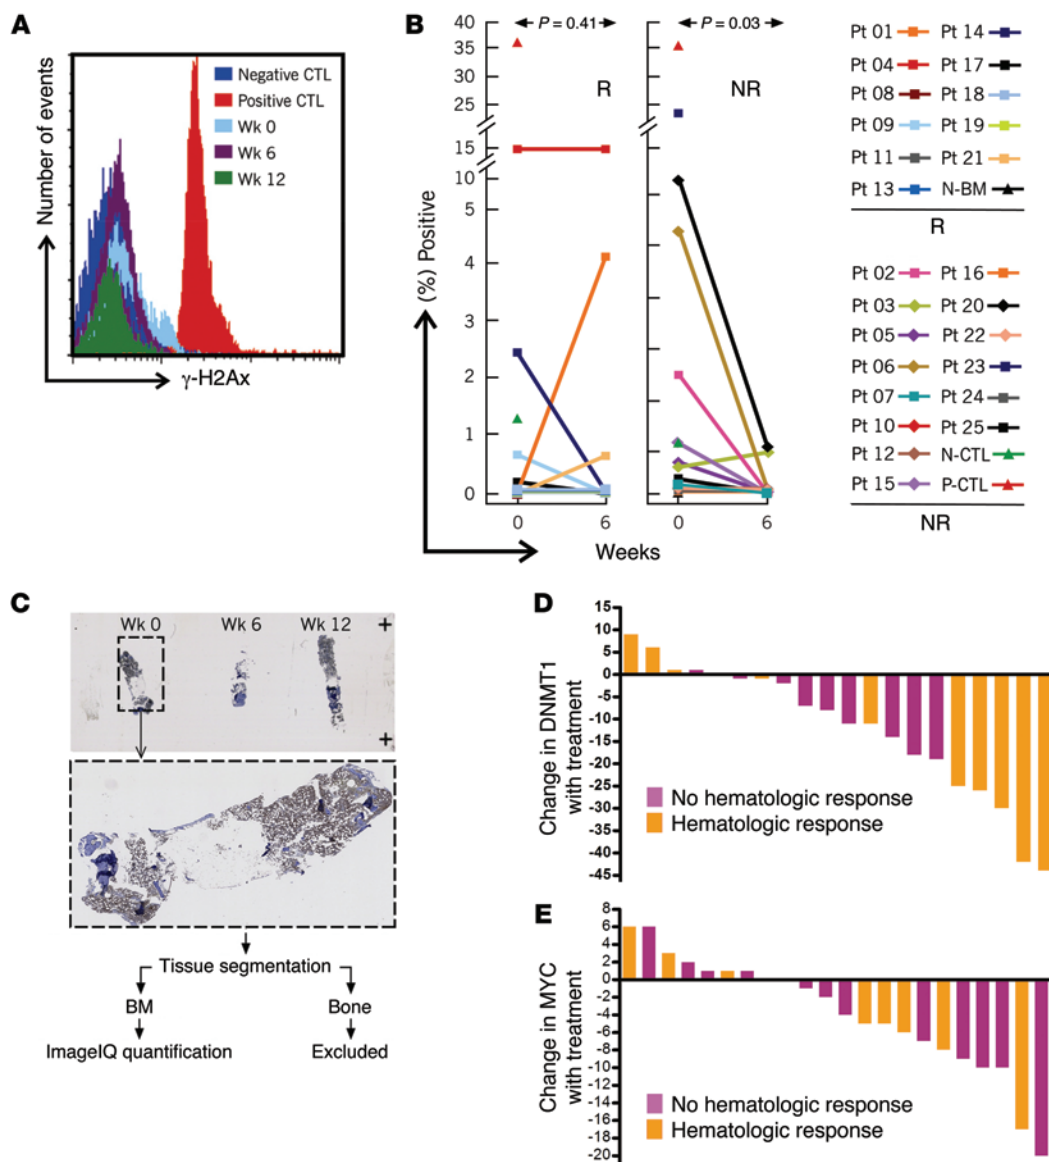 A
Number of events
Negative CTL
Positive CTL
Wk 0
Wk 6
Wk 12
γ-H2Ax
B
(%) Positive
40
35
30
25
15
10
5
4
3
2
1
0
P = 0.41
R
P = 0.03
NR
0 6 0 6
Weeks
Pt 01 Pt 14
Pt 04 Pt 17
Pt 08 Pt 18
Pt 09 Pt 19
Pt 11 Pt 21
Pt 13 N-BM
R
Pt 02 Pt 16
Pt 03 Pt 20
Pt 05 Pt 22
Pt 06 Pt 23
Pt 07 Pt 24
Pt 10 Pt 25
Pt 12 N-CTL
Pt 15 P-CTL
NR
C
Wk 0 Wk 6 Wk 12
Tissue segmentation
BM Bone
ImageIQ quantification Excluded
D
Change in DNMT1
with treatment
15
10
5
0
-5
-10
-15
-20
-25
-30
-35
-40
-45
No hematologic response
Hematologic response
E
Change in MYC
with treatment
8
6
4
2
0
-2
-4
-6
-8
-10
-12
-14
-16
-18
-20
No hematologic response
Hematologic response